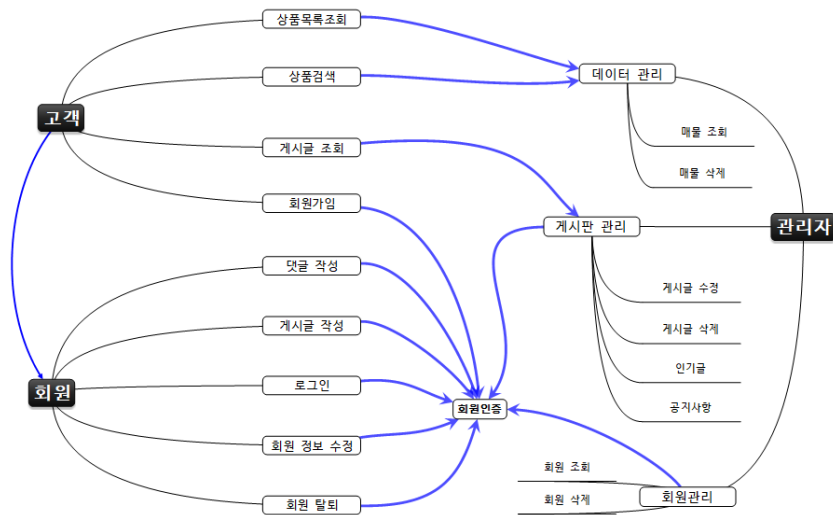 상품목록조회
상품검색
데이터 관리
고객
매물 조회
게시글 조회
매물 삭제
회원가입
게시판 관리
관리자
댓글 작성
게시글 수정
게시글 작성
게시글 삭제
인기글
로그인
회원
회원인증
공지사항
회원 정보 수정
회원 조회
회원관리
회원 탈퇴
회원 삭제